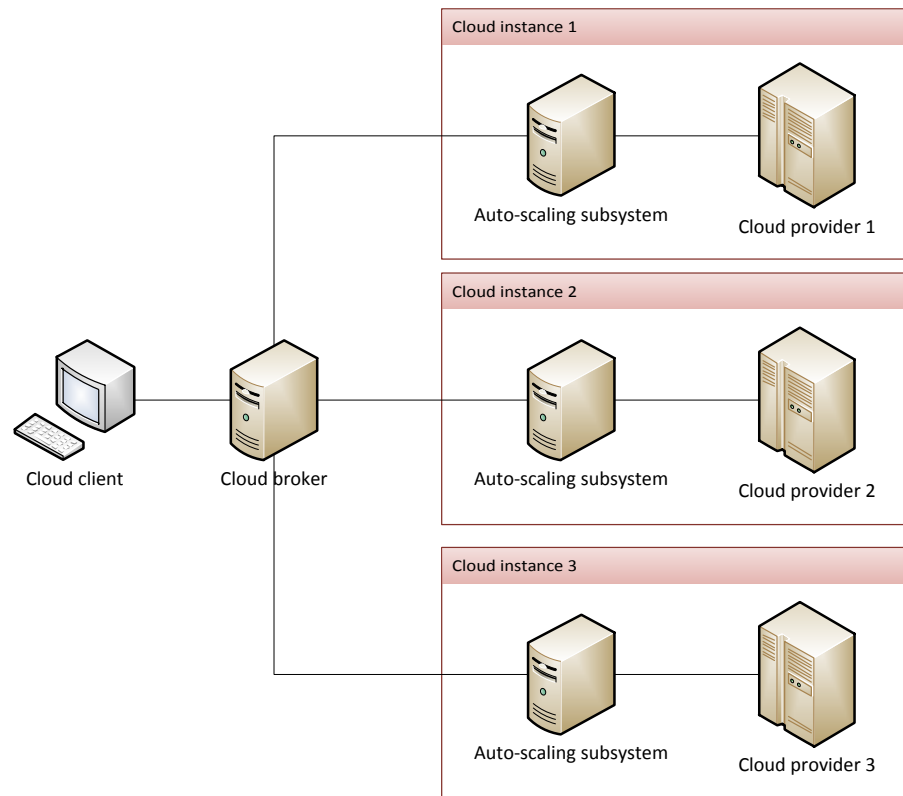 Cloud instance 1
Auto-scaling subsystem
Cloud provider 1
Cloud instance 2
Cloud client
Cloud broker
Auto-scaling subsystem
Cloud provider 2
Cloud instance 3
Auto-scaling subsystem
Cloud provider 3